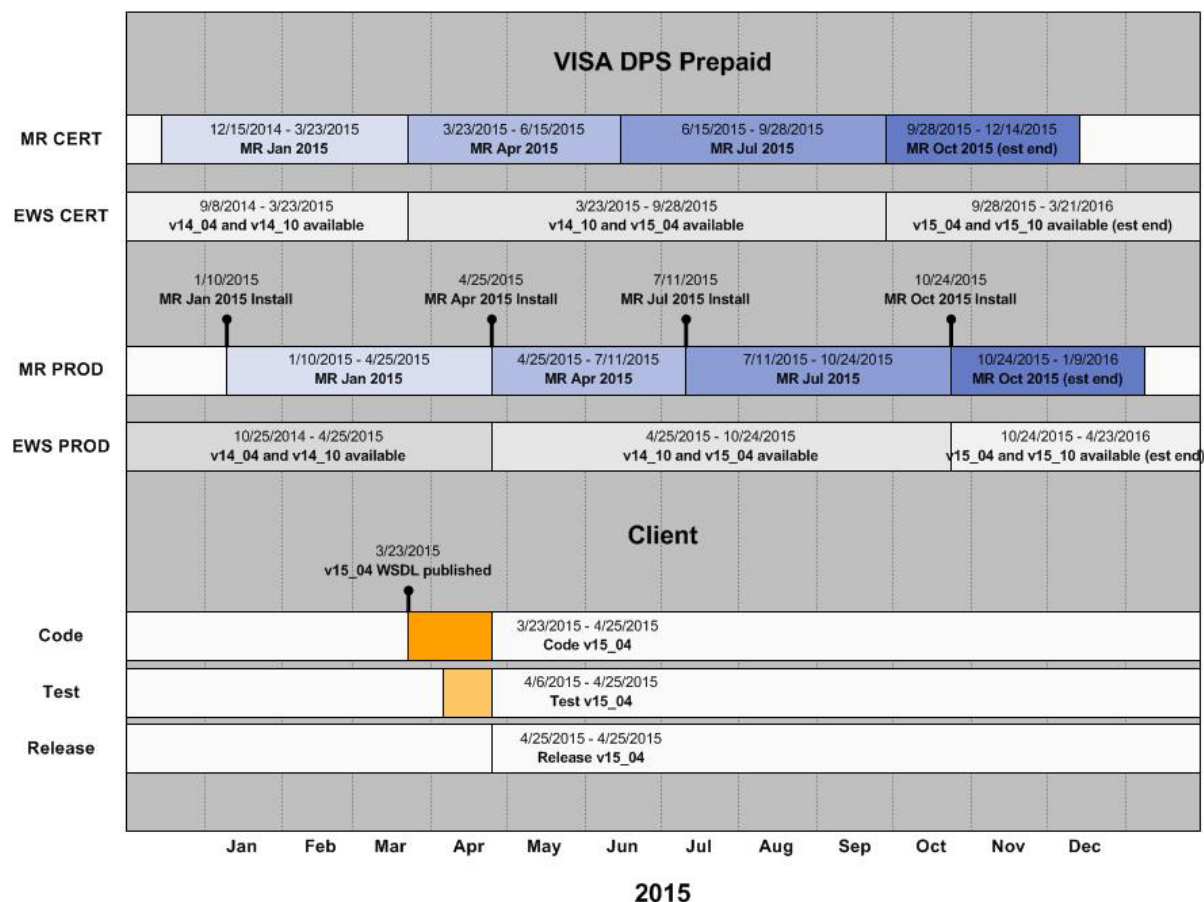 VISA DPS Prepaid
MR CERT
12/15/2014 - 3/23/2015
MR Jan 2015
3/23/2015 - 6/15/2015
MR Apr 2015
6/15/2015 - 9/28/2015
MR Jul 2015
9/28/2015 - 12/14/2015
MR Oct 2015 (est end)
EWS CERT
9/8/2014 - 3/23/2015
v14_04 and v14_10 available
3/23/2015 - 9/28/2015
v14_10 and v15_04 available
9/28/2015 - 3/21/2016
v15_04 and v15_10 available (est end)
1/10/2015
MR Jan 2015 Install
4/25/2015
MR Apr 2015 Install
7/11/2015
MR Jul 2015 Install
10/24/2015
MR Oct 2015 Install
MR PROD
1/10/2015 - 4/25/2015
MR Jan 2015
4/25/2015 - 7/11/2015
MR Apr 2015
7/11/2015 - 10/24/2015
MR Jul 2015
10/24/2015 - 1/9/2016
MR Oct 2015 (est end)
EWS PROD
10/25/2014 - 4/25/2015
v14_04 and v14_10 available
4/25/2015 - 10/24/2015
v14_10 and v15_04 available
10/24/2015 - 4/23/2016
v15_04 and v15_10 available (est end)
Client
3/23/2015
v15_04 WSDL published
Code
3/23/2015 - 4/25/2015
Code v15_04
Test
4/6/2015 - 4/25/2015
Test v15_04
Release
4/25/2015 - 4/25/2015
Release v15_04
Jan Feb Mar Apr May Jun Jul Aug Sep Oct Nov Dec
2015